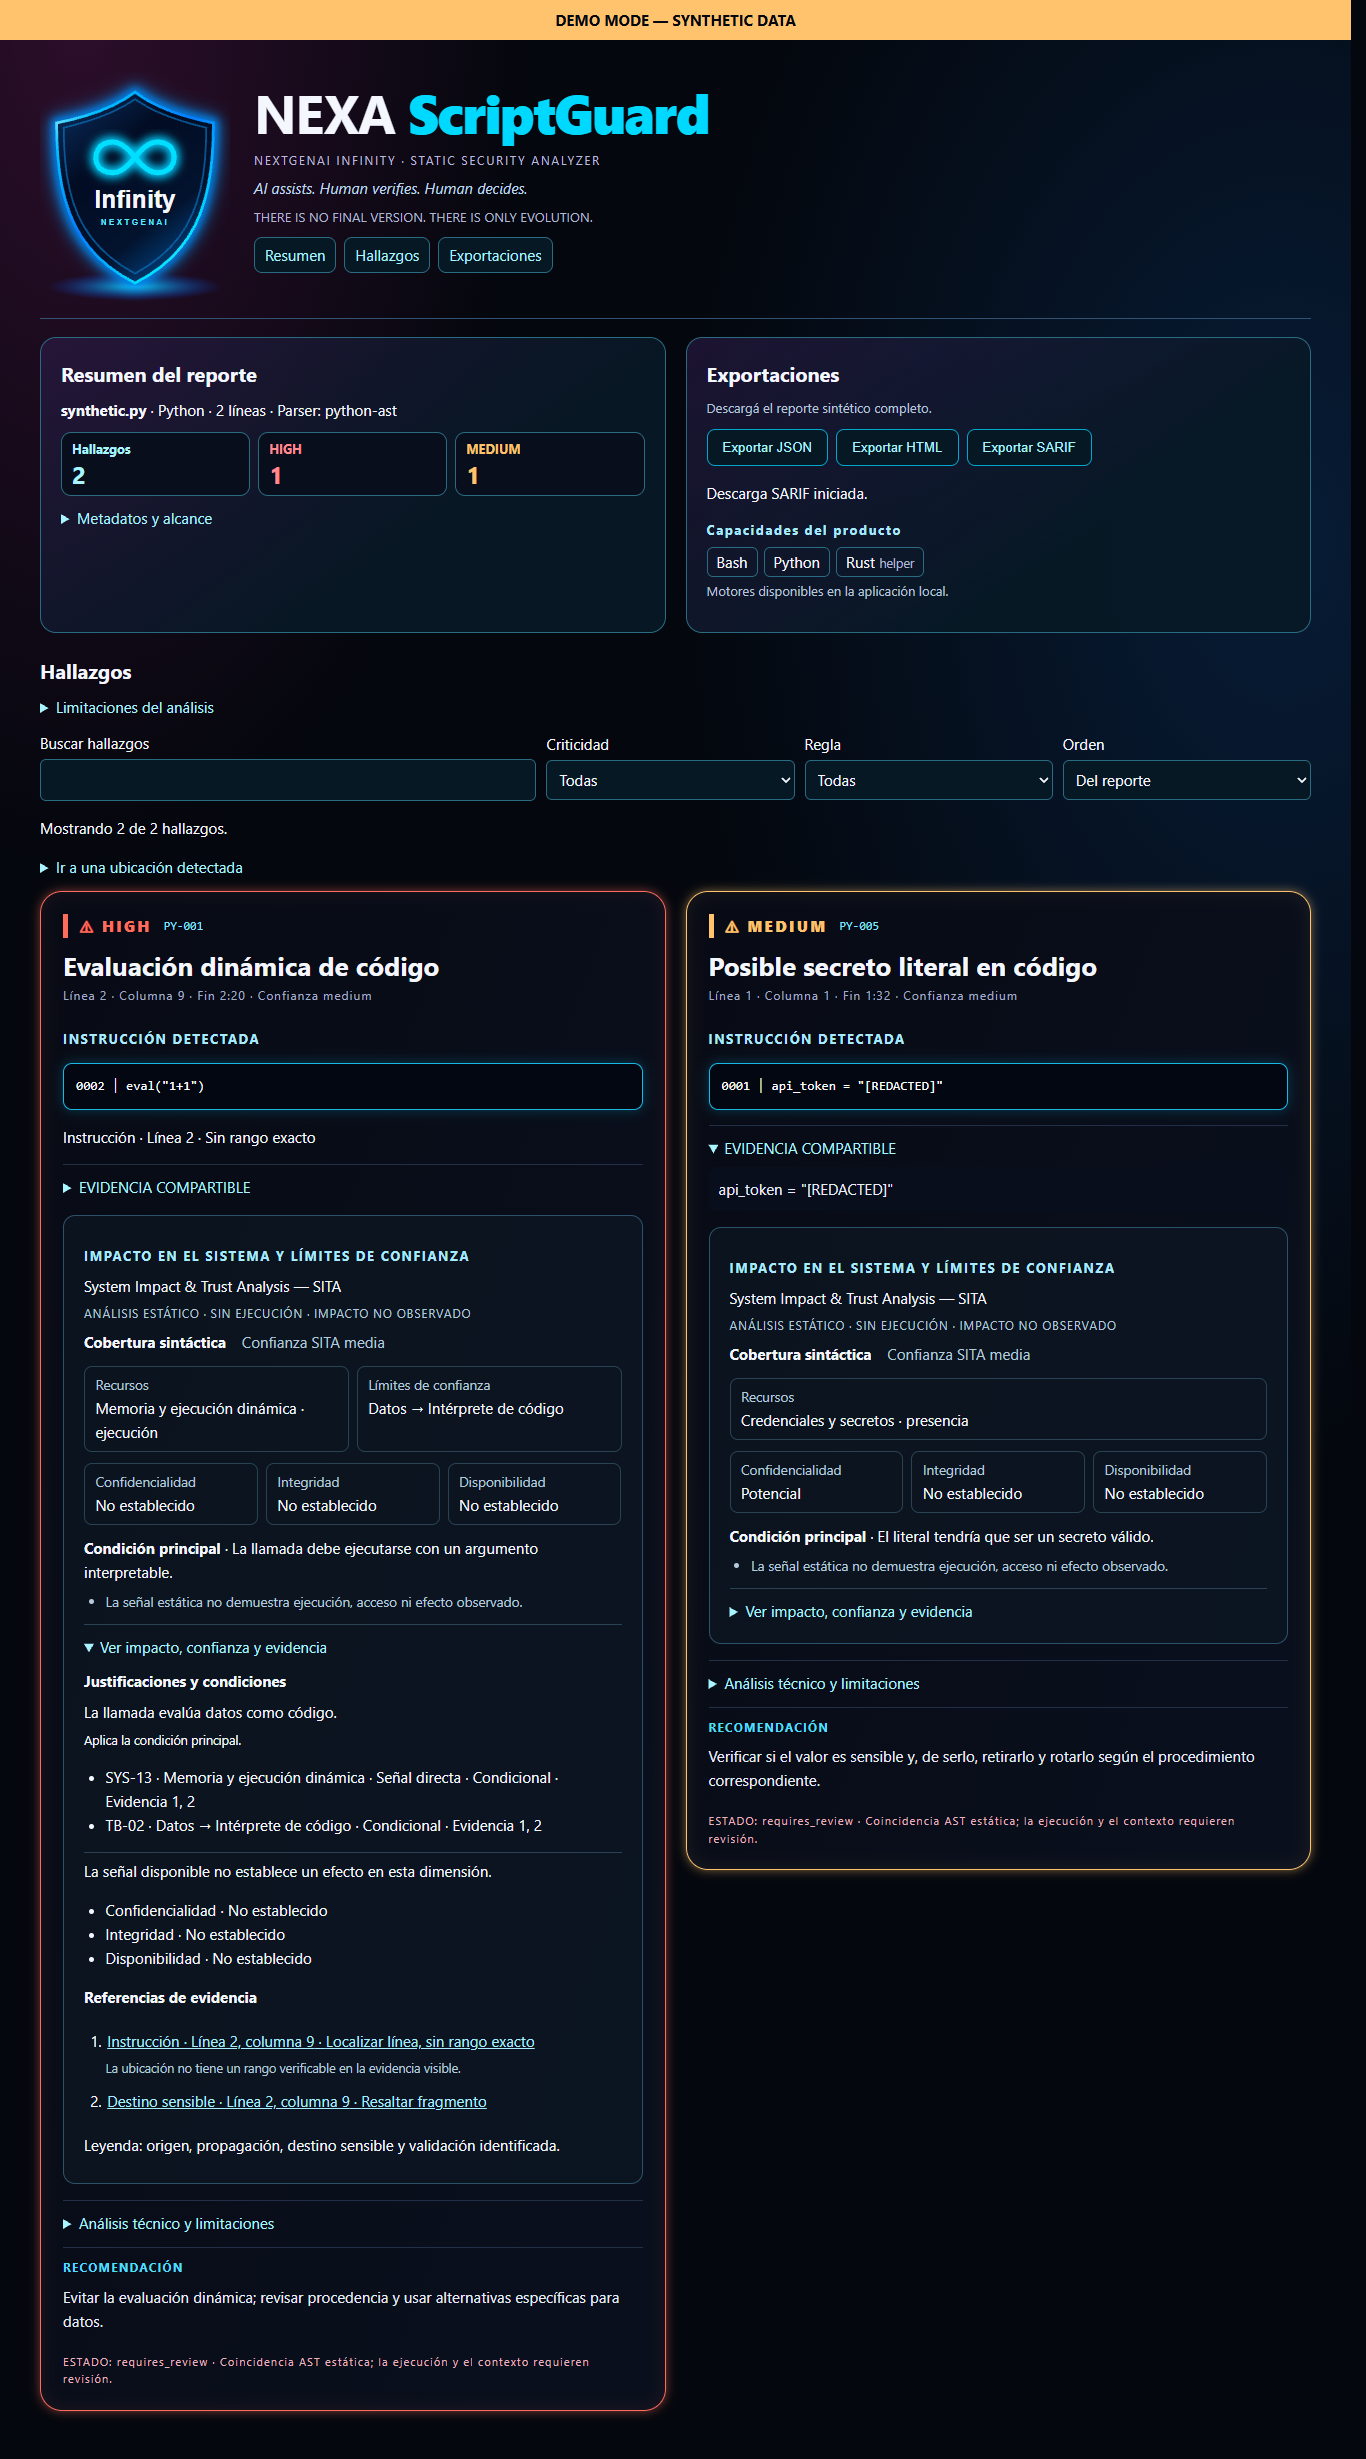 DEMO MODE — SYNTHETIC DATA
Infinity
NEXTGENAI
NEXA ScriptGuard
NEXTGENAI INFINITY · STATIC SECURITY ANALYZER
AI assists. Human verifies. Human decides.
THERE IS NO FINAL VERSION. THERE IS ONLY EVOLUTION.
Resumen
Hallazgos
Exportaciones
Resumen del reporte
synthetic.py · Python · 2 líneas · Parser: python-ast
Hallazgos
2
HIGH
1
MEDIUM
1
Metadatos y alcance
Exportaciones
Descargá el reporte sintético completo.
Exportar JSON
Exportar HTML
Exportar SARIF
Descarga SARIF iniciada.
Capacidades del producto
Bash
Python
Rust helper
Motores disponibles en la aplicación local.
Hallazgos
Limitaciones del análisis
Buscar hallazgos
Criticidad
Todas
Regla
Todas
Orden
Del reporte
Mostrando 2 de 2 hallazgos.
Ir a una ubicación detectada
HIGH PY-001
Evaluación dinámica de código
Línea 2 · Columna 9 · Fin 2:20 · Confianza medium
INSTRUCCIÓN DETECTADA
0002 | eval("1+1")
Instrucción · Línea 2 · Sin rango exacto
EVIDENCIA COMPARTIBLE
IMPACTO EN EL SISTEMA Y LÍMITES DE CONFIANZA
System Impact & Trust Analysis — SITA
ANÁLISIS ESTÁTICO · SIN EJECUCIÓN · IMPACTO NO OBSERVADO
Cobertura sintáctica Confianza SITA media
Recursos
Memoria y ejecución dinámica ·
ejecución
Límites de confianza
Datos → Intérprete de código
Confidencialidad
No establecido
Integridad
No establecido
Disponibilidad
No establecido
Condición principal · La llamada debe ejecutarse con un argumento
interpretable.
• La señal estática no demuestra ejecución, acceso ni efecto observado.
Ver impacto, confianza y evidencia
Justificaciones y condiciones
La llamada evalúa datos como código.
Aplica la condición principal.
• SYS-13 · Memoria y ejecución dinámica · Señal directa · Condicional ·
Evidencia 1, 2
• TB-02 · Datos → Intérprete de código · Condicional · Evidencia 1, 2
La señal disponible no establece un efecto en esta dimensión.
• Confidencialidad · No establecido
• Integridad · No establecido
• Disponibilidad · No establecido
Referencias de evidencia
1. Instrucción · Línea 2, columna 9 · Localizar línea, sin rango exacto
La ubicación no tiene un rango verificable en la evidencia visible.
2. Destino sensible · Línea 2, columna 9 · Resaltar fragmento
Leyenda: origen, propagación, destino sensible y validación identificada.
Análisis técnico y limitaciones
RECOMENDACIÓN
Evitar la evaluación dinámica; revisar procedencia y usar alternativas específicas para
datos.
ESTADO: requires_review · Coincidencia AST estática; la ejecución y el contexto requieren
revisión.
MEDIUM PY-005
Posible secreto literal en código
Línea 1 · Columna 1 · Fin 1:32 · Confianza medium
INSTRUCCIÓN DETECTADA
0001 | api_token = "[REDACTED]"
EVIDENCIA COMPARTIBLE
api_token = "[REDACTED]"
IMPACTO EN EL SISTEMA Y LÍMITES DE CONFIANZA
System Impact & Trust Analysis — SITA
ANÁLISIS ESTÁTICO · SIN EJECUCIÓN · IMPACTO NO OBSERVADO
Cobertura sintáctica Confianza SITA media
Recursos
Credenciales y secretos · presencia
Confidencialidad
Potencial
Integridad
No establecido
Disponibilidad
No establecido
Condición principal · El literal tendría que ser un secreto válido.
• La señal estática no demuestra ejecución, acceso ni efecto observado.
Ver impacto, confianza y evidencia
Análisis técnico y limitaciones
RECOMENDACIÓN
Verificar si el valor es sensible y, de serlo, retirarlo y rotarlo según el procedimiento
correspondiente.
ESTADO: requires_review · Coincidencia AST estática; la ejecución y el contexto requieren
revisión.